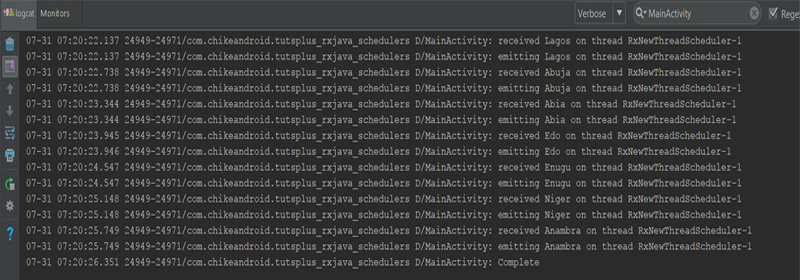 logcat Monitors Verbose MainActivity Regex
07-31 07:20:22.137 24949-24971/com.chikeandroid.tutsplus_rxjava_schedulers D/MainActivity: received Lagos on thread RxNewThreadScheduler-1
07-31 07:20:22.137 24949-24971/com.chikeandroid.tutsplus_rxjava_schedulers D/MainActivity: emitting Lagos on thread RxNewThreadScheduler-1
07-31 07:20:22.738 24949-24971/com.chikeandroid.tutsplus_rxjava_schedulers D/MainActivity: received Abuja on thread RxNewThreadScheduler-1
07-31 07:20:22.738 24949-24971/com.chikeandroid.tutsplus_rxjava_schedulers D/MainActivity: emitting Abuja on thread RxNewThreadScheduler-1
07-31 07:20:23.344 24949-24971/com.chikeandroid.tutsplus_rxjava_schedulers D/MainActivity: received Abia on thread RxNewThreadScheduler-1
07-31 07:20:23.344 24949-24971/com.chikeandroid.tutsplus_rxjava_schedulers D/MainActivity: emitting Abia on thread RxNewThreadScheduler-1
07-31 07:20:23.945 24949-24971/com.chikeandroid.tutsplus_rxjava_schedulers D/MainActivity: received Edo on thread RxNewThreadScheduler-1
07-31 07:20:23.946 24949-24971/com.chikeandroid.tutsplus_rxjava_schedulers D/MainActivity: emitting Edo on thread RxNewThreadScheduler-1
07-31 07:20:24.547 24949-24971/com.chikeandroid.tutsplus_rxjava_schedulers D/MainActivity: received Enugu on thread RxNewThreadScheduler-1
07-31 07:20:24.547 24949-24971/com.chikeandroid.tutsplus_rxjava_schedulers D/MainActivity: emitting Enugu on thread RxNewThreadScheduler-1
07-31 07:20:25.148 24949-24971/com.chikeandroid.tutsplus_rxjava_schedulers D/MainActivity: received Niger on thread RxNewThreadScheduler-1
07-31 07:20:25.148 24949-24971/com.chikeandroid.tutsplus_rxjava_schedulers D/MainActivity: emitting Niger on thread RxNewThreadScheduler-1
07-31 07:20:25.749 24949-24971/com.chikeandroid.tutsplus_rxjava_schedulers D/MainActivity: received Anambra on thread RxNewThreadScheduler-1
07-31 07:20:25.749 24949-24971/com.chikeandroid.tutsplus_rxjava_schedulers D/MainActivity: emitting Anambra on thread RxNewThreadScheduler-1
07-31 07:20:26.351 24949-24971/com.chikeandroid.tutsplus_rxjava_schedulers D/MainActivity: Complete